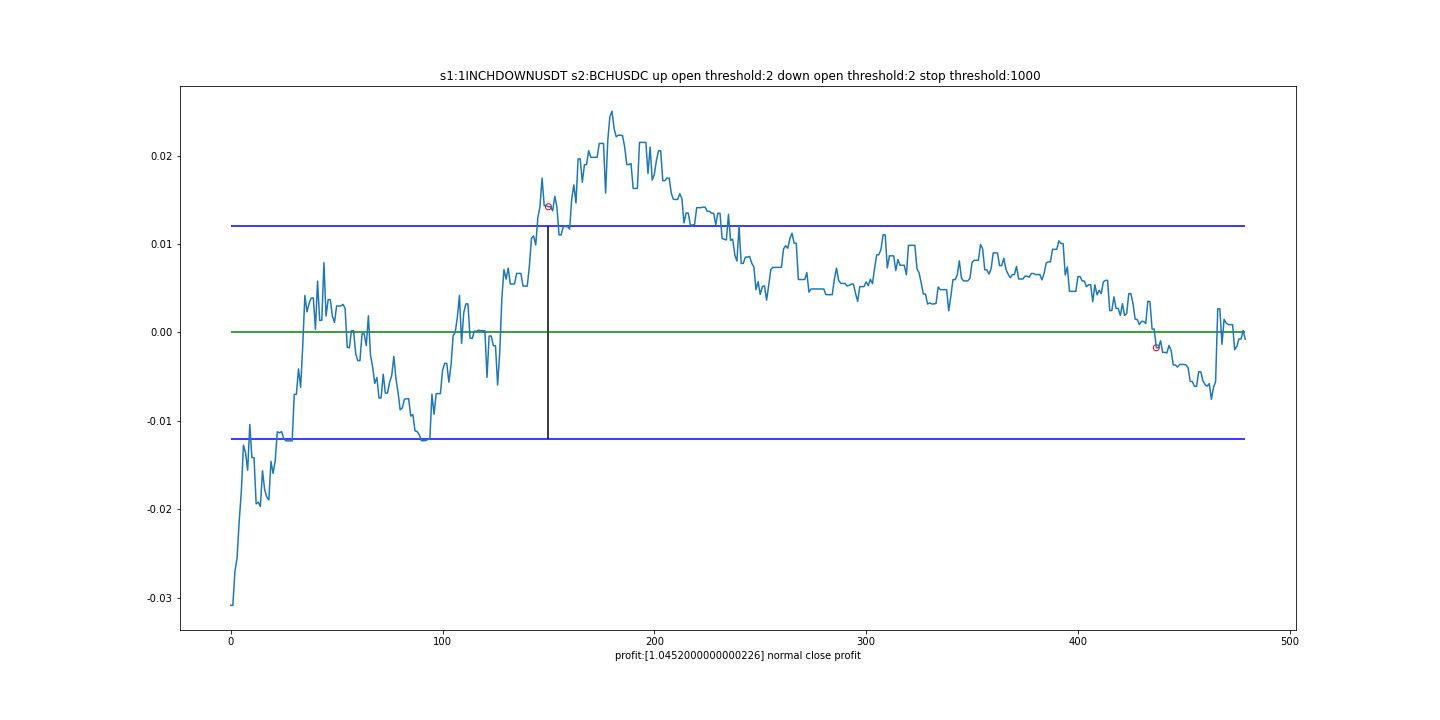 s1:1INCHDOWNUSDT s2:BCHUSDC up open threshold:2 down open threshold:2 stop threshold:1000
0.02
0.01
0.00
-0.01
-0.02
-0.03
0 100 200 300 400 500
profit:[1.0452000000000226] normal close profit